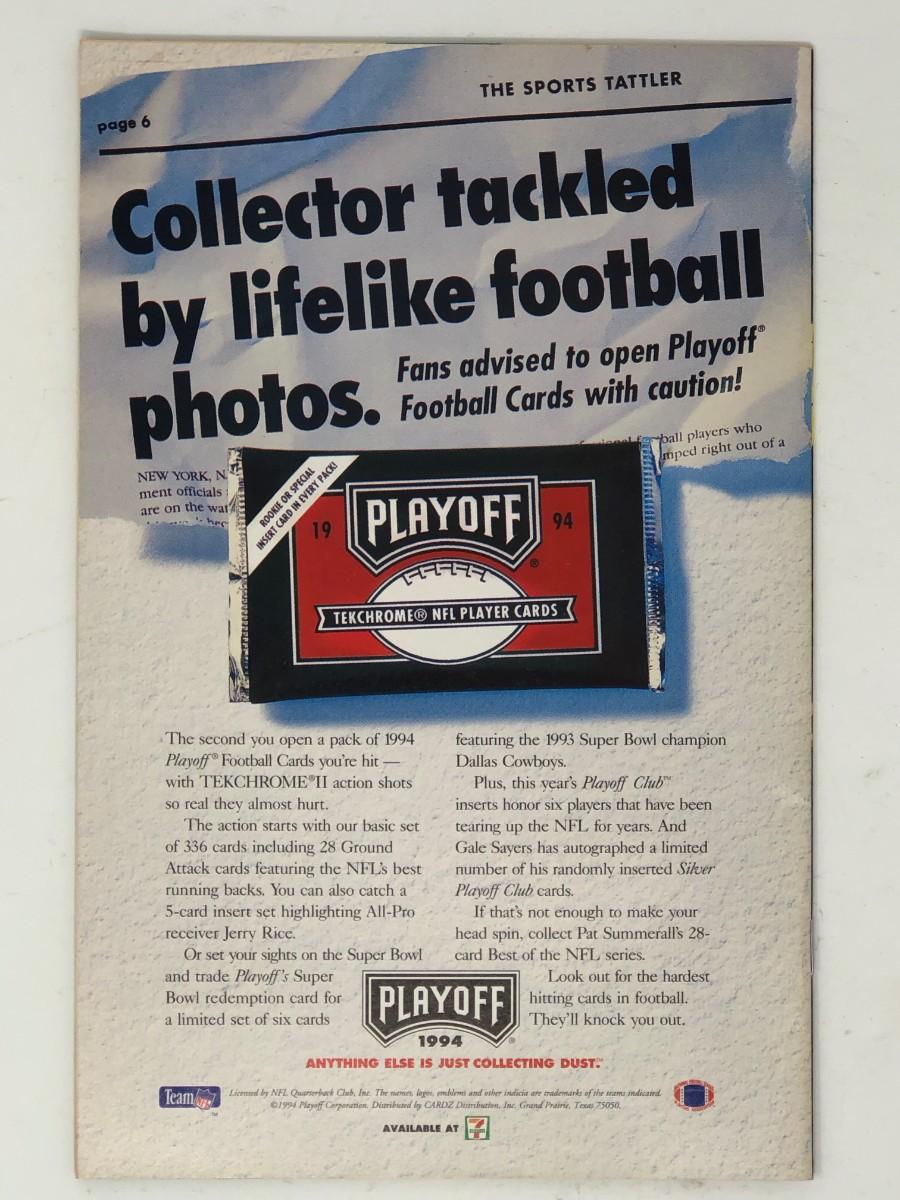 THE SPORTS TATTLER
page 6
Collector tackled
by lifelike football
photos.
Fans advised to open Playoff®
Football Cards with caution!
NEW YORK, N.
ment officials
are on the
ball players who
right out of a
ROOKIE OR SPECIAL
INSERT CARD IN EVERY PACK!
19 PLAYOFF® 94
TEKCHROME® NFL PLAYER CARDS
The second you open a pack of 1994
Playoff® Football Cards you're hit —
with TEKCHROME®II action shots
so real they almost hurt.
The action starts with our basic set
of 336 cards including 28 Ground
Attack cards featuring the NFL's best
running backs. You can also catch a
5-card insert set highlighting All-Pro
receiver Jerry Rice.
Or set your sights on the Super Bowl
and trade Playoff's Super
Bowl redemption card for
a limited set of six cards
featuring the 1993 Super Bowl champion
Dallas Cowboys.
Plus, this year's Playoff Club™
inserts honor six players that have been
tearing up the NFL for years. And
Gale Sayers has autographed a limited
number of his randomly inserted Silver
Playoff Club cards.
If that's not enough to make your
head spin, collect Pat Summerall's 28-
card Best of the NFL series.
Look out for the hardest
hitting cards in football.
They'll knock you out.
PLAYOFF®
1994
ANYTHING ELSE IS JUST COLLECTING DUST.™
Team NFL™
Licensed by NFL Quarterback Club, Inc. The names, logos, emblems and other indicia are trademarks of the teams indicated.
©1994 Playoff Corporation. Distributed by CARDZ Distribution, Inc. Grand Prairie, Texas 75050.
AVAILABLE AT 7 ELEVEN